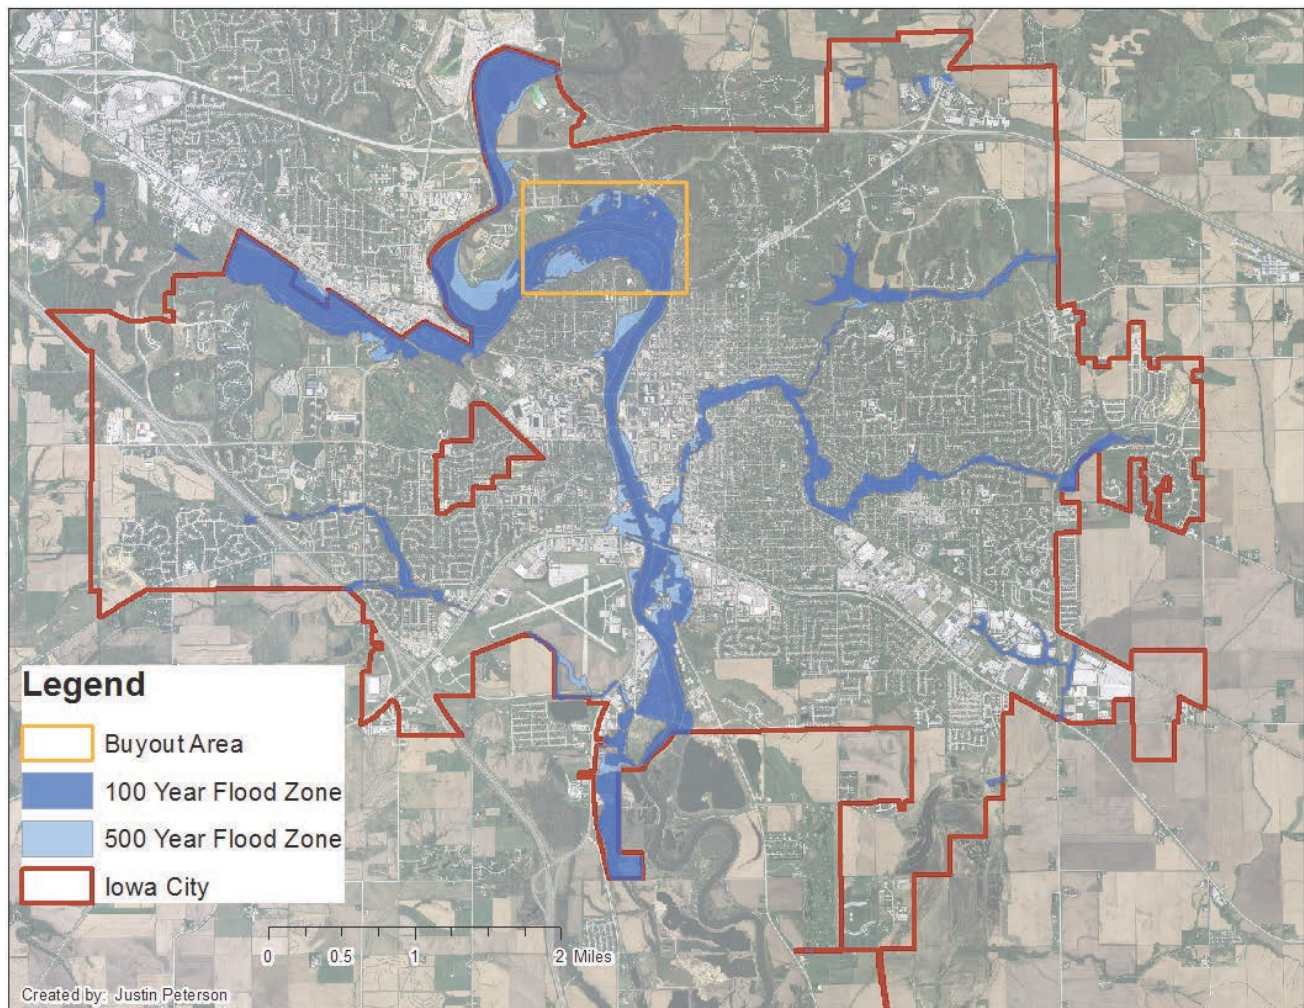 Legend
Buyout Area
100 Year Flood Zone
500 Year Flood Zone
Iowa City
0 0.5 1 2 Miles
Created by: Justin Peterson